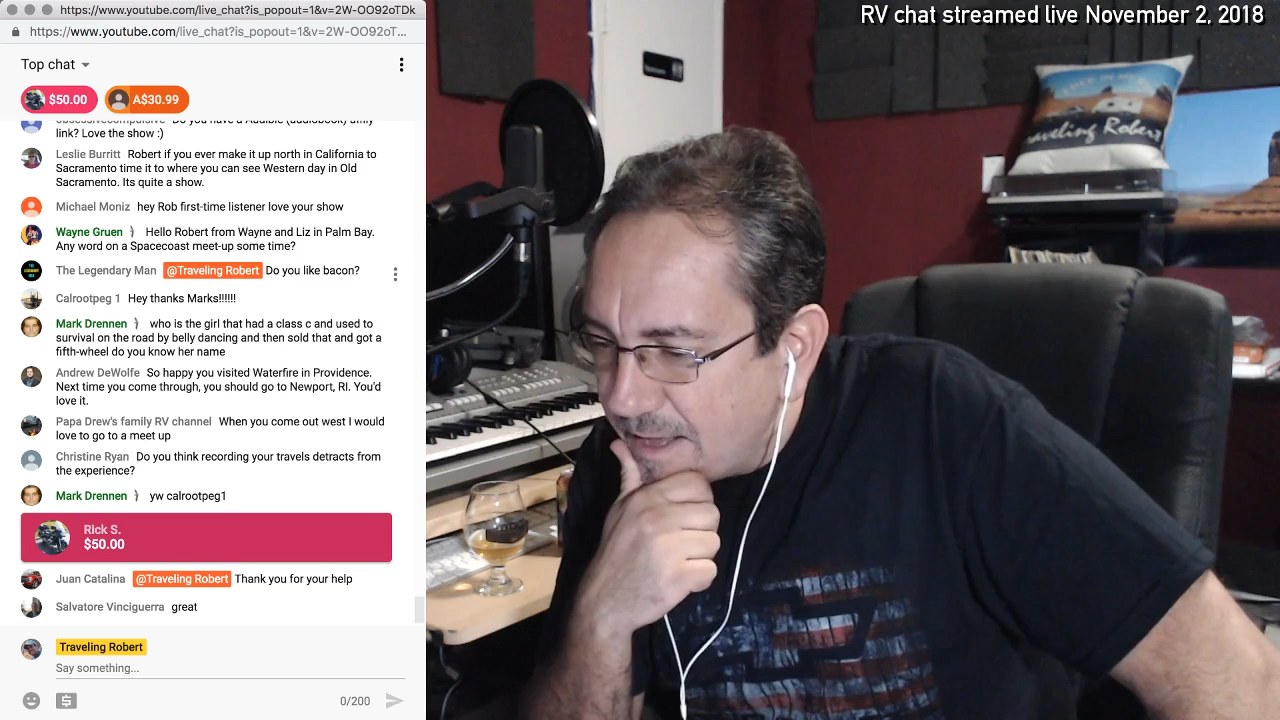 https://www.youtube.com/live_chat?is_popout=1&v=2W-OO92oTDk
https://www.youtube.com/live_chat?is_popout=1&v=2W-OO92oT...
RV chat streamed live November 2, 2018
Top chat
$50.00 A$30.99
link? Love the show :)
Leslie Burritt Robert if you ever make it up north in California to
Sacramento time it to where you can see Western day in Old
Sacramento. Its quite a show.
Michael Moniz hey Rob first-time listener love your show
Wayne Gruen Hello Robert from Wayne and Liz in Palm Bay.
Any word on a Spacecoast meet-up some time?
The Legendary Man @Traveling Robert Do you like bacon?
Calrootpeg 1 Hey thanks Marks!!!!!!
Mark Drennen who is the girl that had a class c and used to
survival on the road by belly dancing and then sold that and got a
fifth-wheel do you know her name
Andrew DeWolfe So happy you visited Waterfire in Providence.
Next time you come through, you should go to Newport, RI. You'd
love it.
Papa Drew's family RV channel When you come out west I would
love to go to a meet up
Christine Ryan Do you think recording your travels detracts from
the experience?
Mark Drennen yw calrootpeg1
Rick S.
$50.00
Juan Catalina @Traveling Robert Thank you for your help
Salvatore Vinciguerra great
Traveling Robert
Say something...
0/200
Traveling Robert